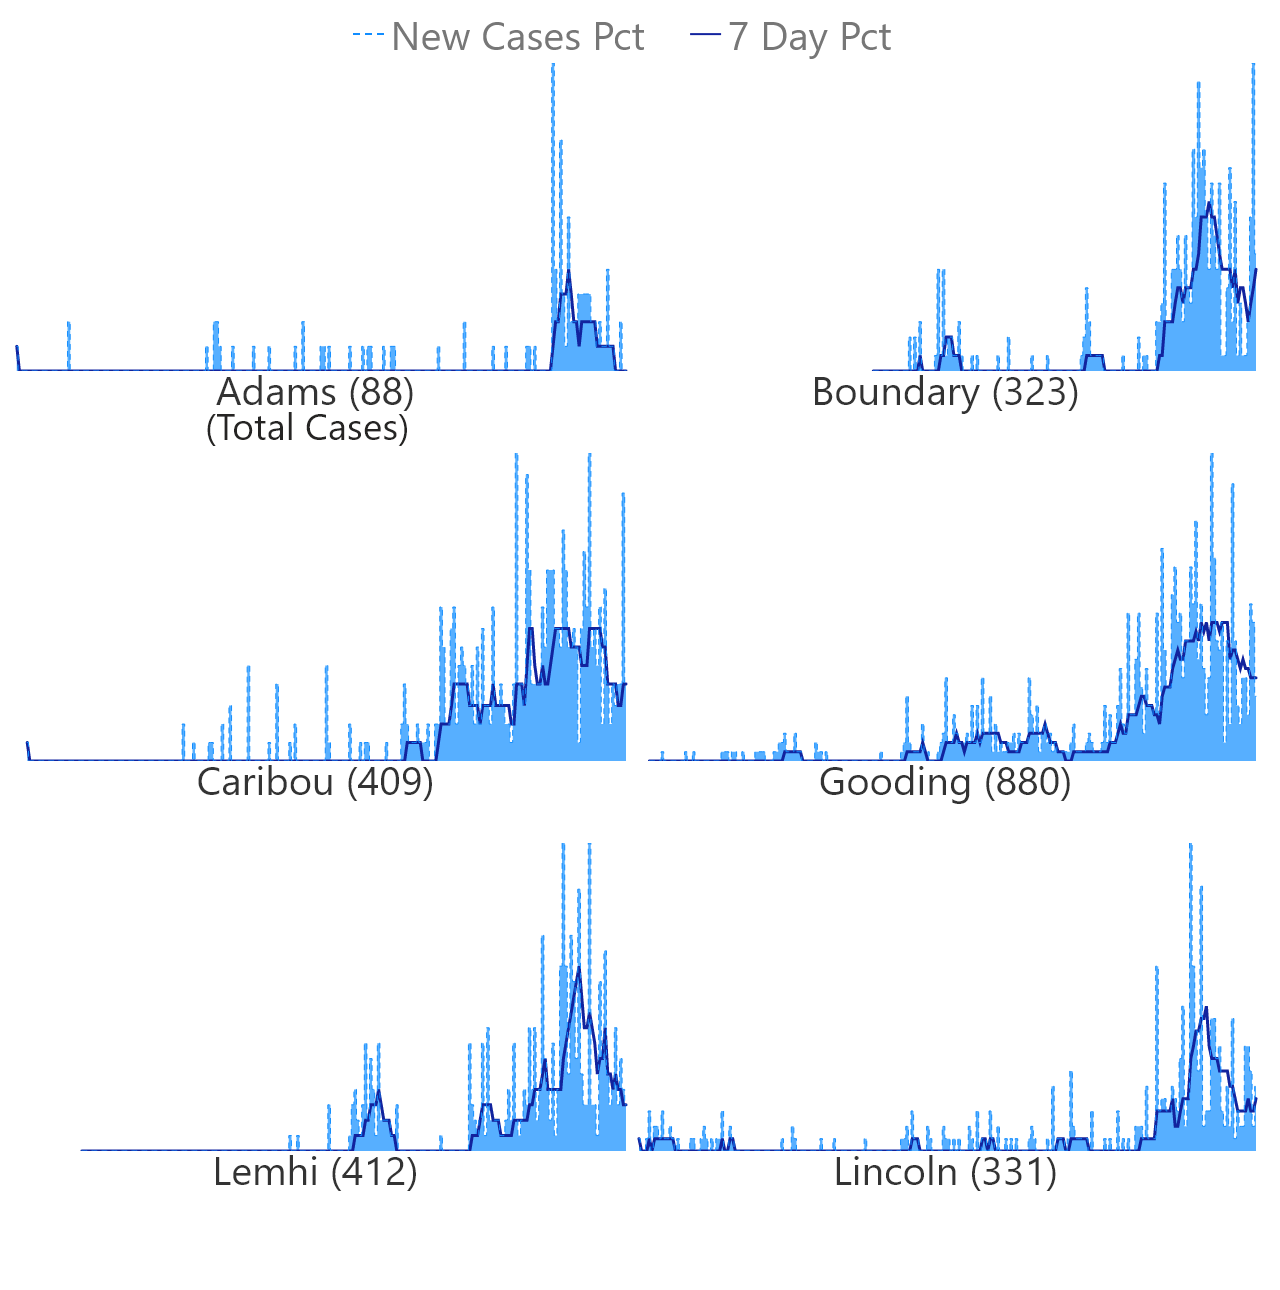 New Cases Pct 7 Day Pct
Adams (88)
(Total Cases)
Boundary (323)
Caribou (409)
Gooding (880)
Lemhi (412)
Lincoln (331)